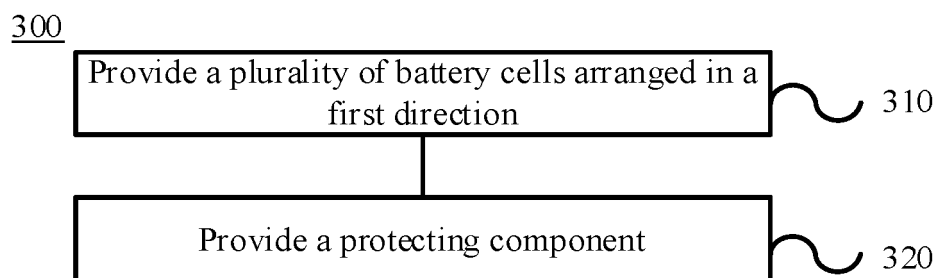 300
Provide a plurality of battery cells arranged in a
first direction
310
Provide a protecting component
320